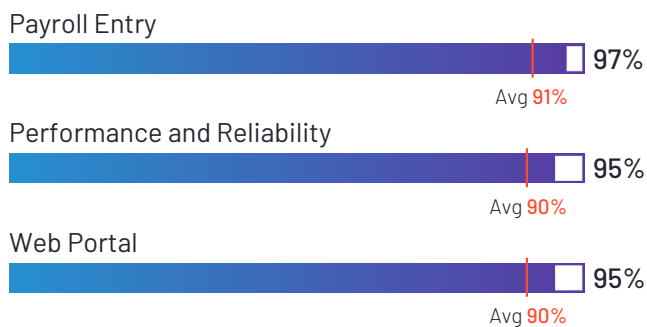 Payroll Entry
97%
Avg 91%
Performance and Reliability
95%
Avg 90%
Web Portal
95%
Avg 90%